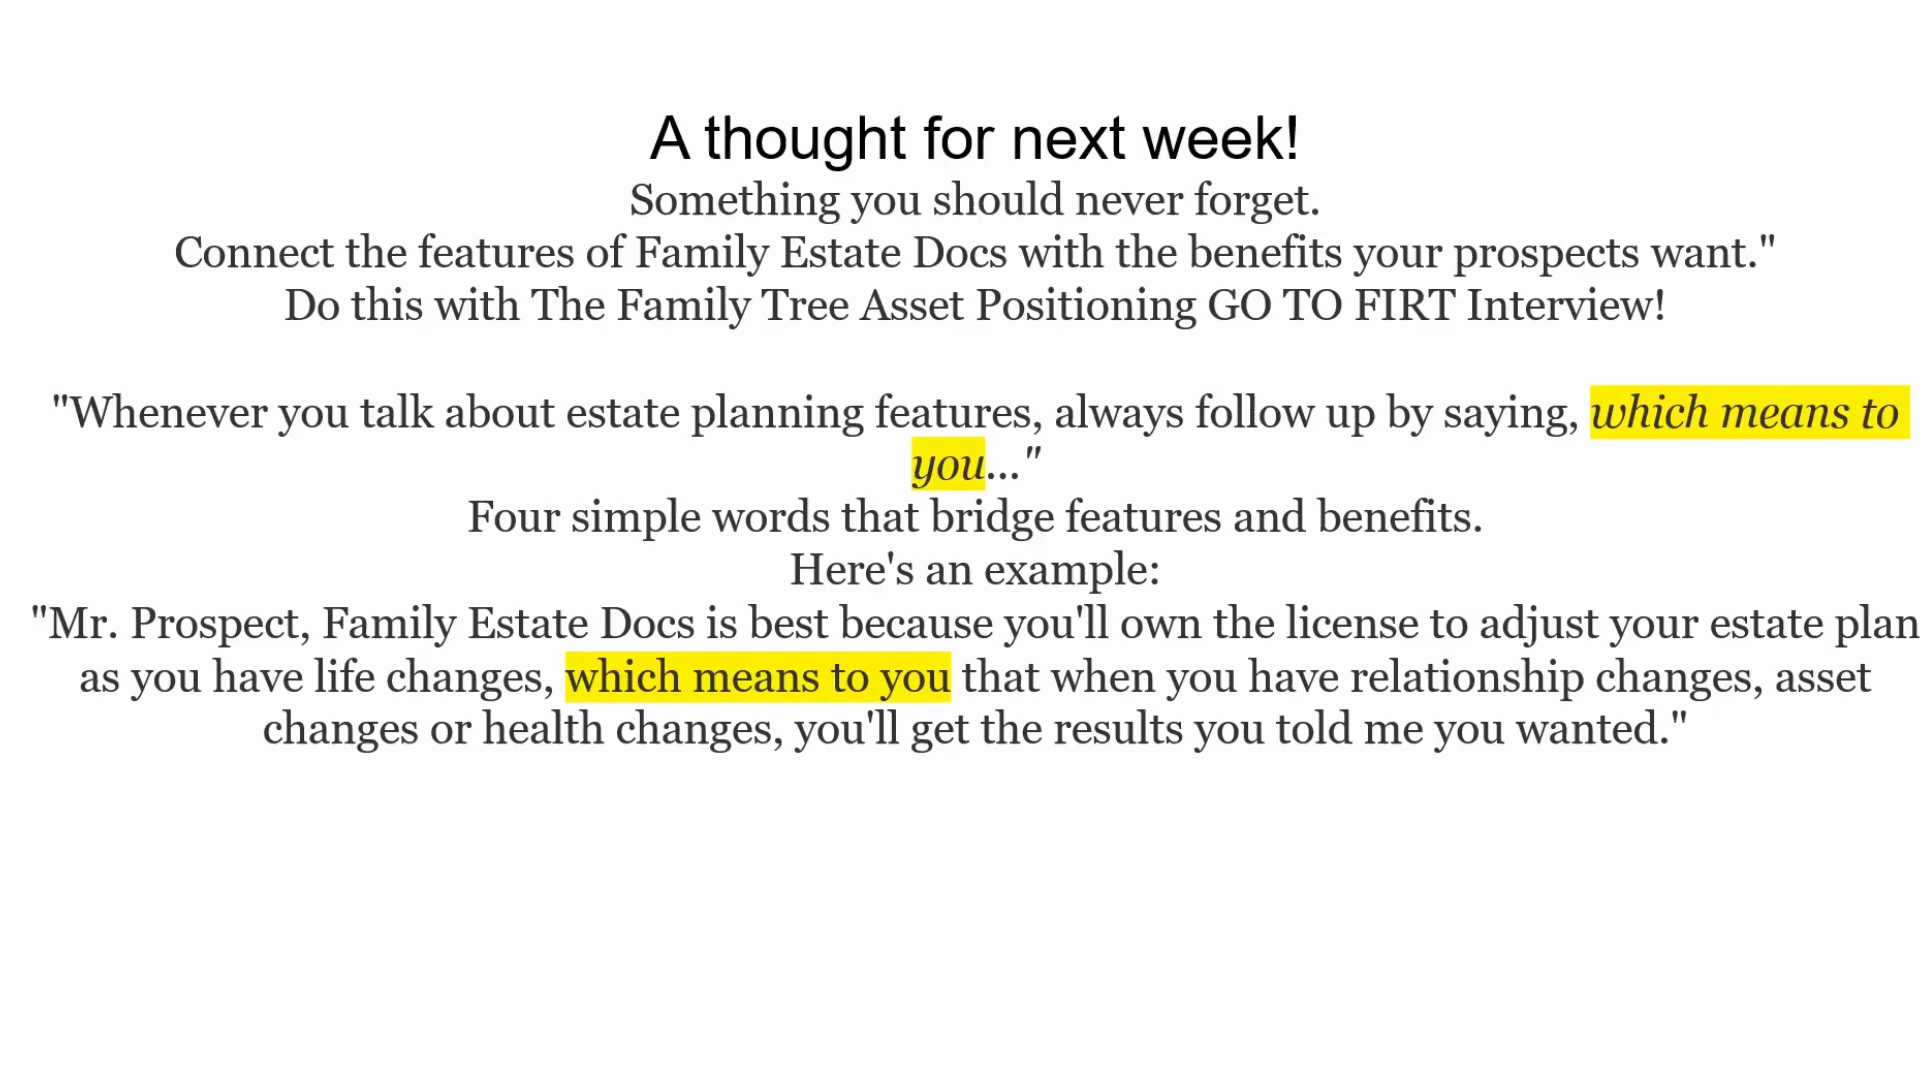 A thought for next week!
Something you should never forget.
Connect the features of Family Estate Docs with the benefits your prospects want."
Do this with The Family Tree Asset Positioning GO TO FIRT Interview!
"Whenever you talk about estate planning features, always follow up by saying, which means to
you..."
Four simple words that bridge features and benefits.
Here's an example:
"Mr. Prospect, Family Estate Docs is best because you'll own the license to adjust your estate plan
as you have life changes, which means to you that when you have relationship changes, asset
changes or health changes, you'll get the results you told me you wanted."